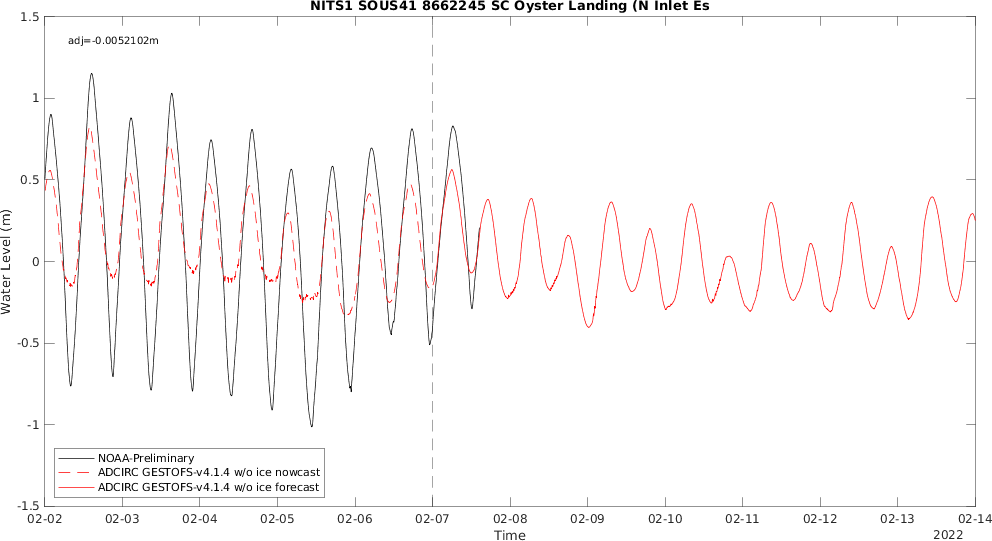 NITS1 SOUS41 8662245 SC Oyster Landing (N Inlet Es
adj=-0.0052102m
1.5
1
0.5
0
-0.5
-1
-1.5
Water Level (m)
NOAA-Preliminary
ADCIRC GESTOFS-v4.1.4 w/o ice nowcast
ADCIRC GESTOFS-v4.1.4 w/o ice forecast
02-02 02-03 02-04 02-05 02-06 02-07 02-08 02-09 02-10 02-11 02-12 02-13 02-14
Time
2022